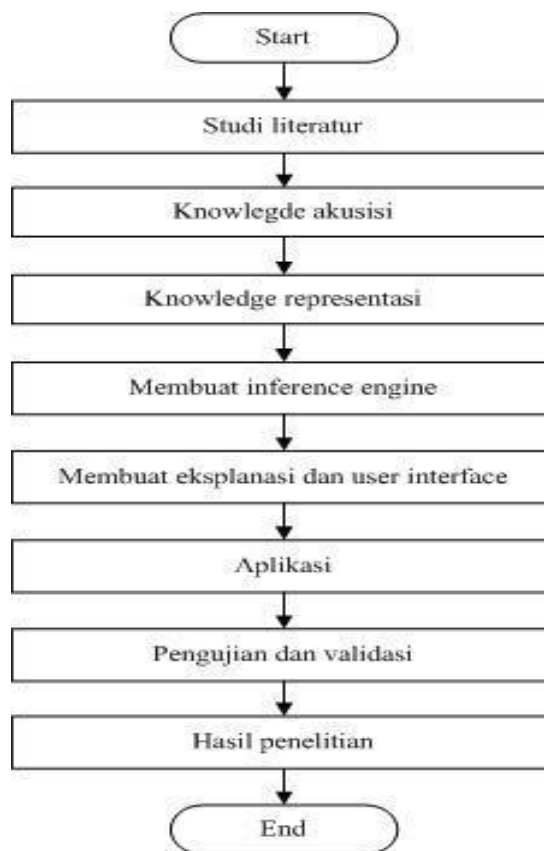 Start
Studi literatur
Knowlegde akusisi
Knowledge representasi
Membuat inference engine
Membuat eksplanasi dan user interface
Aplikasi
Pengujian dan validasi
Hasil penelitian
End